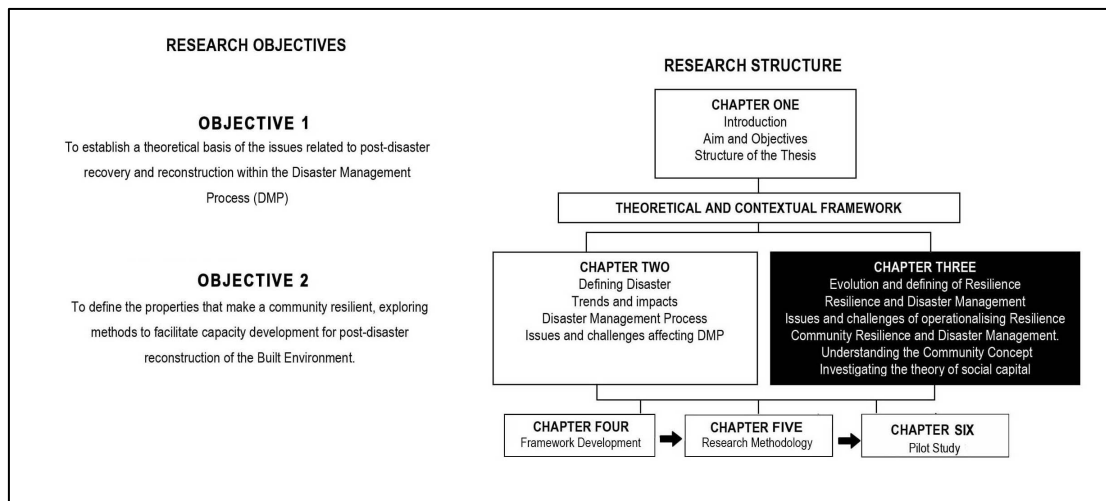 RESEARCH OBJECTIVES
OBJECTIVE 1
To establish a theoretical basis of the issues related to post-disaster
recovery and reconstruction within the Disaster Management
Process (DMP)
OBJECTIVE 2
To define the properties that make a community resilient, exploring
methods to facilitate capacity development for post-disaster
reconstruction of the Built Environment.
RESEARCH STRUCTURE
CHAPTER ONE
Introduction
Aim and Objectives
Structure of the Thesis
THEORETICAL AND CONTEXTUAL FRAMEWORK
CHAPTER TWO
Defining Disaster
Trends and impacts
Disaster Management Process
Issues and challenges affecting DMP
CHAPTER THREE
Evolution and defining of Resilience
Resilience and Disaster Management
Issues and challenges of operationalising Resilience
Community Resilience and Disaster Management.
Understanding the Community Concept
Investigating the theory of social capital
CHAPTER FOUR
Framework Development
CHAPTER FIVE
Research Methodology
CHAPTER SIX
Pilot Study